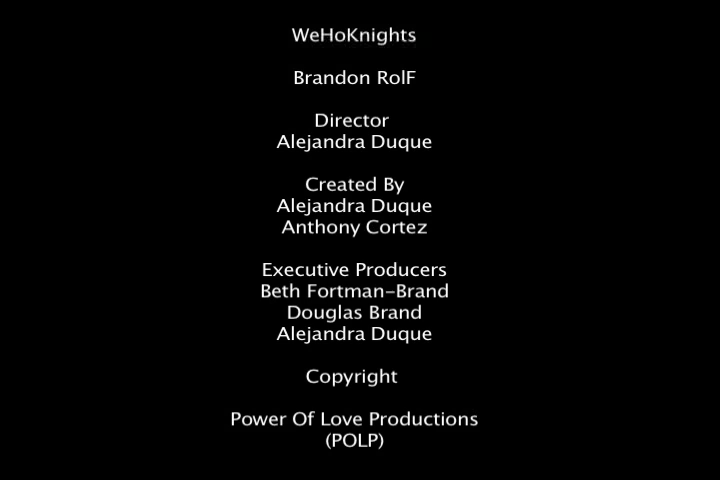 WeHoKnights
Brandon RolF
Director
Alejandra Duque
Created By
Alejandra Duque
Anthony Cortez
Executive Producers
Beth Fortman-Brand
Douglas Brand
Alejandra Duque
Copyright
Power Of Love Productions
(POLP)